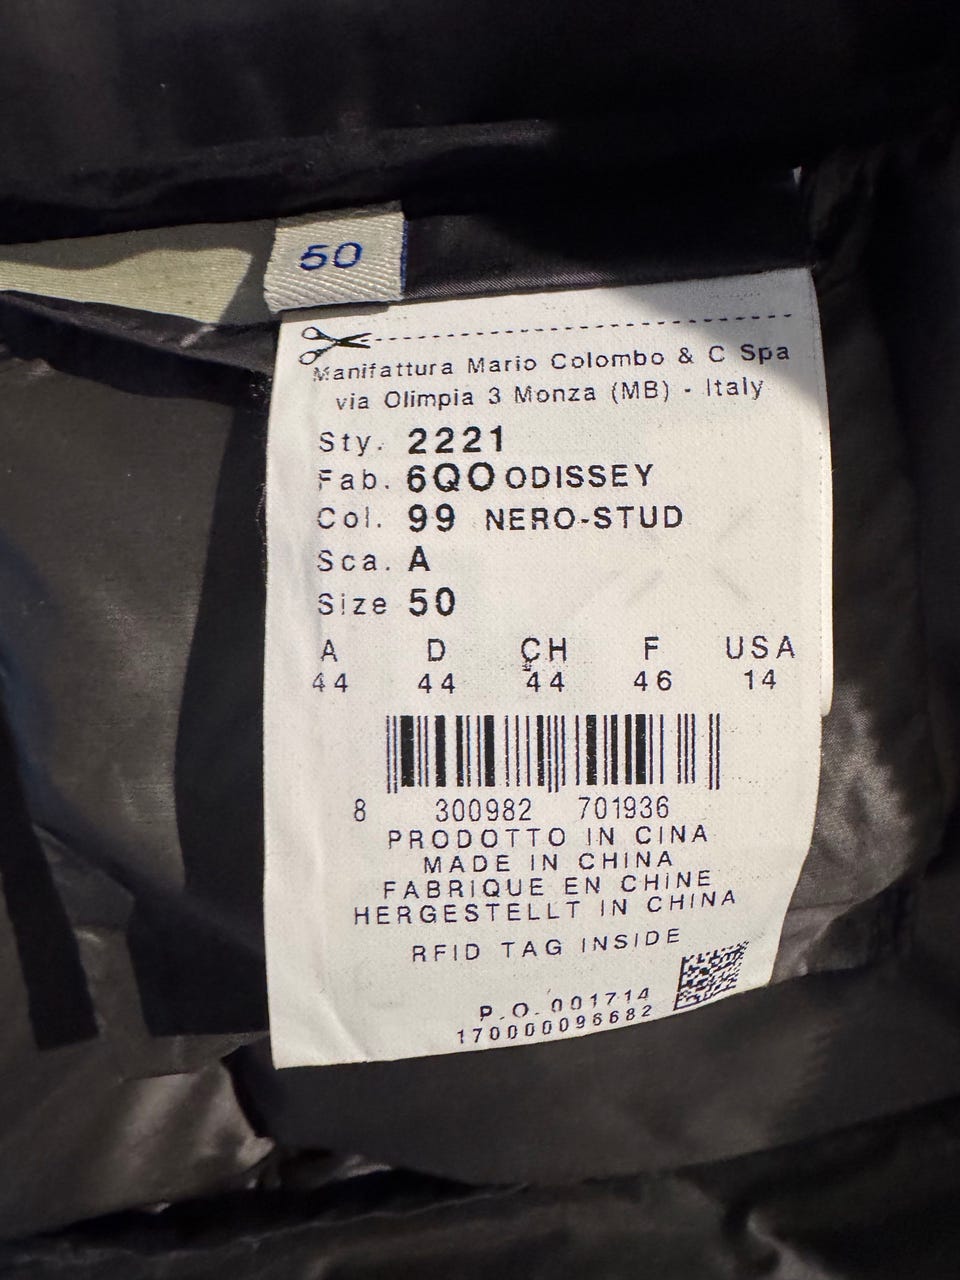 50
Manifattura Mario Colombo & C Spa
via Olimpia 3 Monza (MB) - Italy
Sty. 2221
Fab. 6QO ODISSEY
Col. 99 NERO-STUD
Sca. A
Size 50
A D CH F USA
44 44 44 46 14
8 300982 701936
PRODOTTO IN CINA
MADE IN CHINA
FABRIQUE EN CHINE
HERGESTELLT IN CHINA
RFID TAG INSIDE
P.O. 001714
170000096682